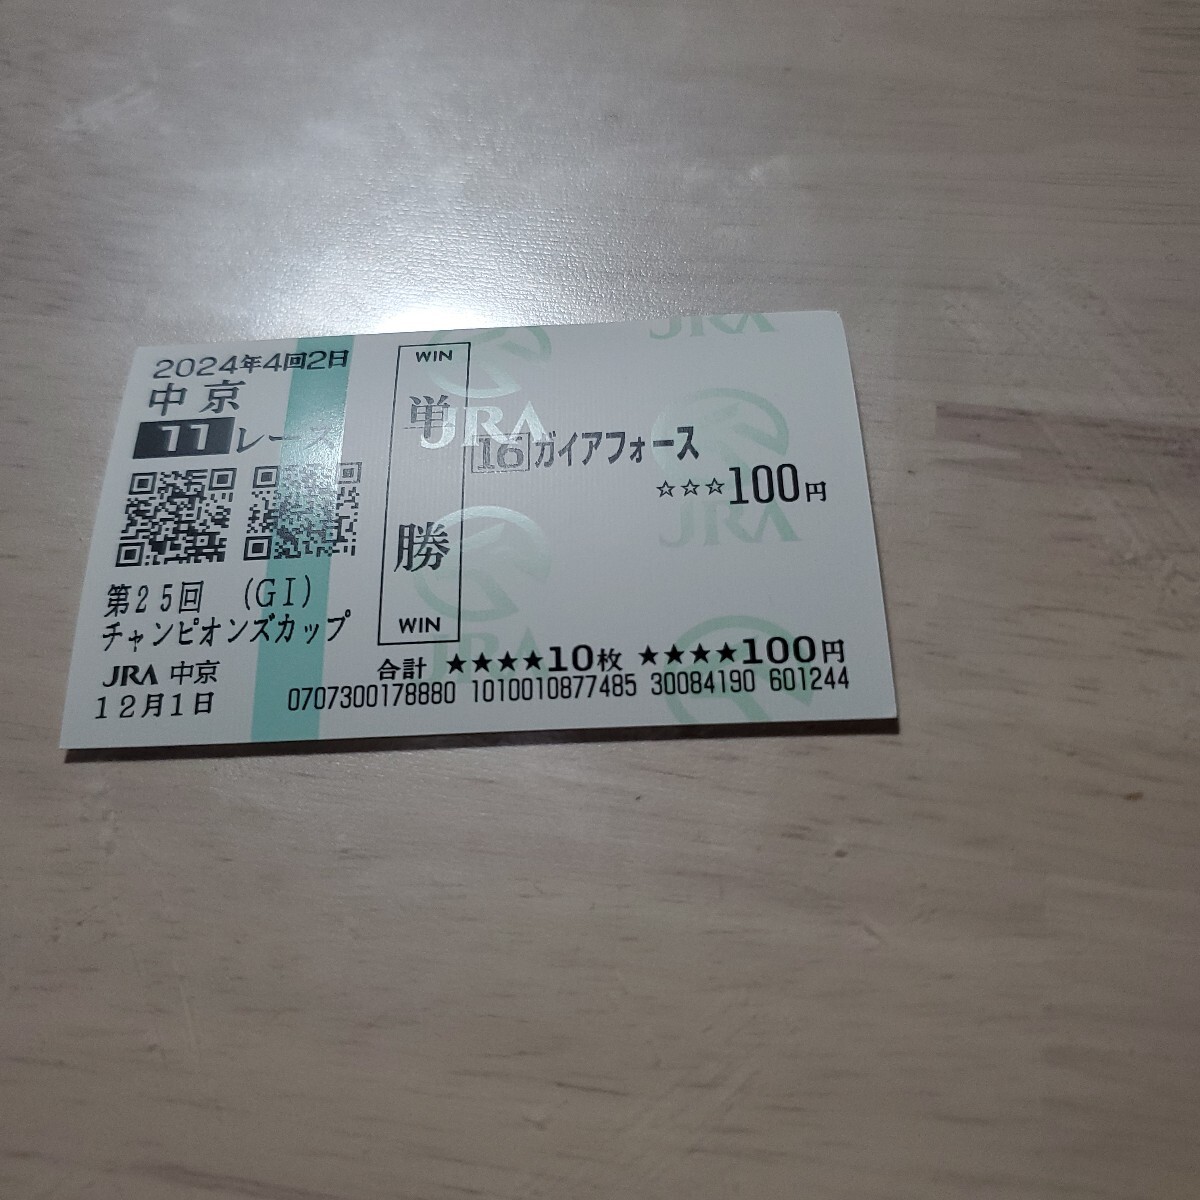 2024年4回2日
中京
11レース
第25回 (GI)
チャンピオンズカップ
JRA 中京
12月1日
WIN
単
勝
WIN
JRA
16 ガイアフォース
☆☆☆100円
合計 ★★★★10枚 ★★★★100円
0707300178880 1010010877485 30084190 601244
JRA
JRA
JRA